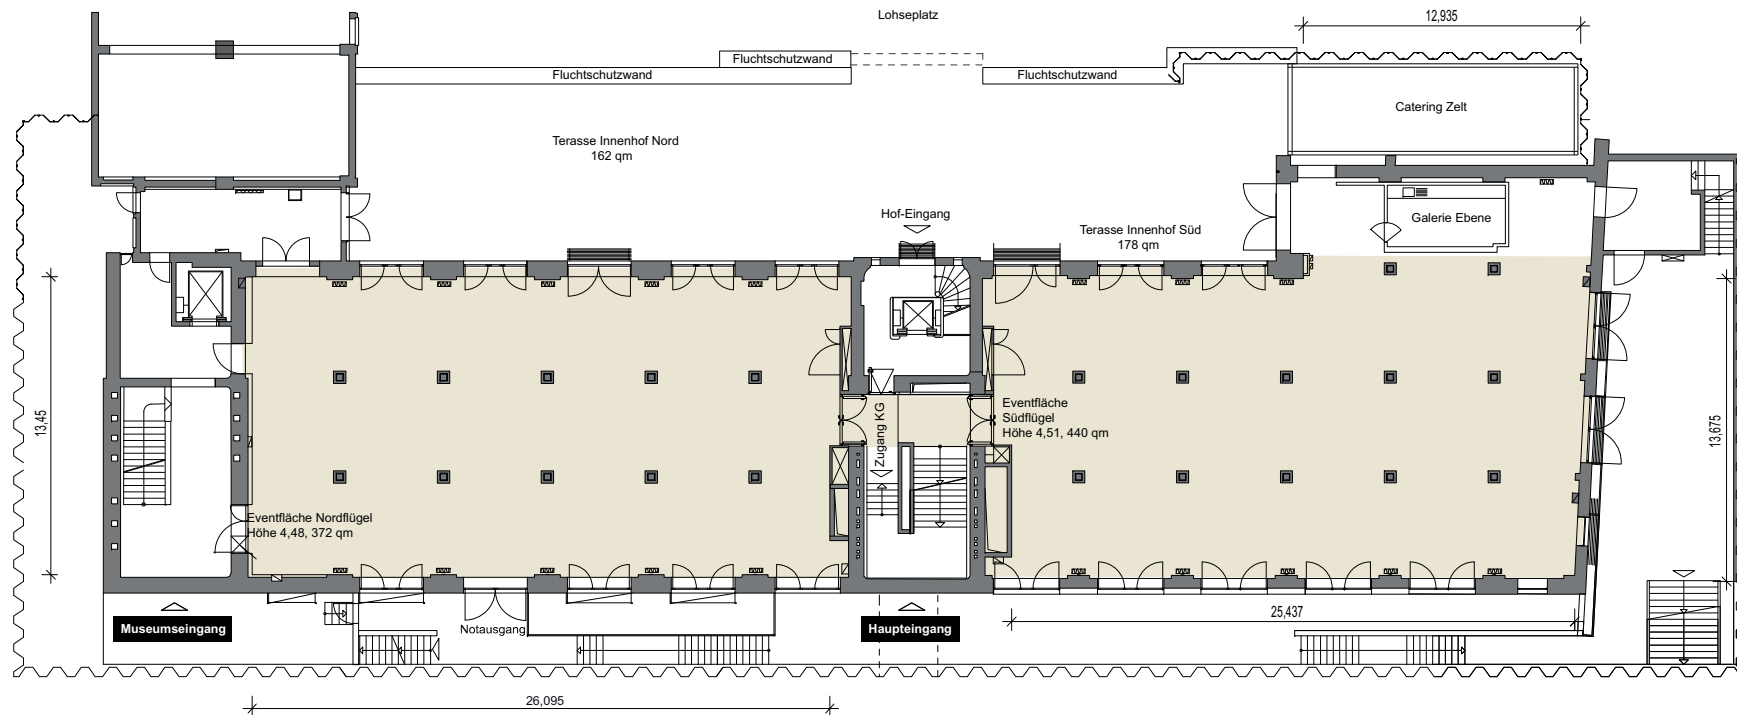 Lohseplatz
12,935
Fluchtschutzwand
Fluchtschutzwand
Fluchtschutzwand
Catering Zelt
Terasse Innenhof Nord
162 qm
Hof-Eingang
Galerie Ebene
Terasse Innenhof Süd
178 qm
13,45
Zugang KG
Eventfläche
Südflügel
Höhe 4,51, 440 qm
13,675
Eventfläche Nordflügel
Höhe 4,48, 372 qm
25,437
Museumseingang
Notausgang
Haupteingang
26,095